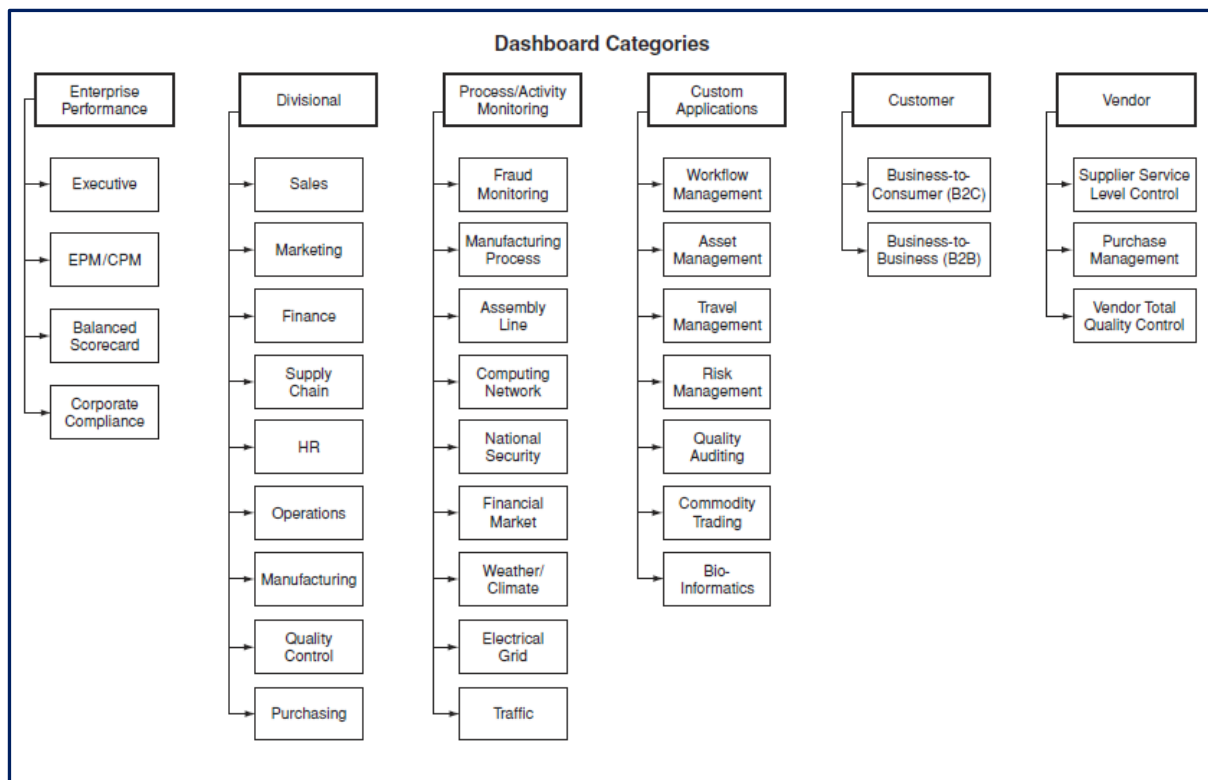 Dashboard Categories
Enterprise
Performance
Executive
EPM/CPM
Balanced
Scorecard
Corporate
Compliance
Divisional
Sales
Marketing
Finance
Supply
Chain
HR
Operations
Manufacturing
Quality
Control
Purchasing
Process/Activity
Monitoring
Fraud
Monitoring
Manufacturing
Process
Assembly
Line
Computing
Network
National
Security
Financial
Market
Weather/
Climate
Electrical
Grid
Traffic
Custom
Applications
Workflow
Management
Asset
Management
Travel
Management
Risk
Management
Quality
Auditing
Commodity
Trading
Bio-
Informatics
Customer
Business-to-
Consumer (B2C)
Business-to-
Business (B2B)
Vendor
Supplier Service
Level Control
Purchase
Management
Vendor Total
Quality Control